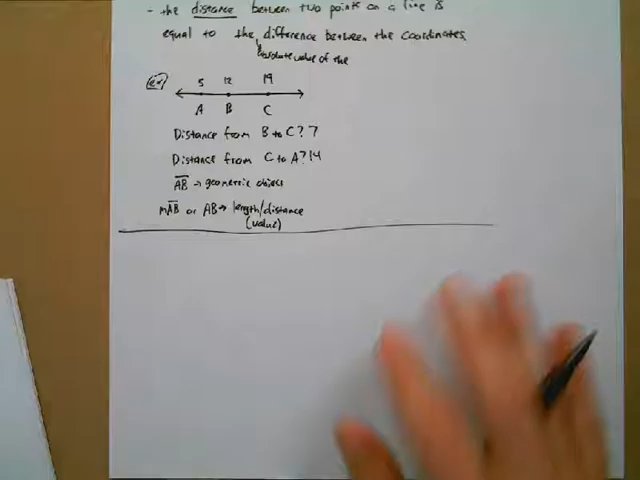 - the distance between two points on a line is
equal to the difference between the coordinates.
absolute value of the
ex) 5 12 19
A B C
Distance from B to C? 7
Distance from C to A? 14
AB → geometric object
mAB or AB → length/distance
(value)